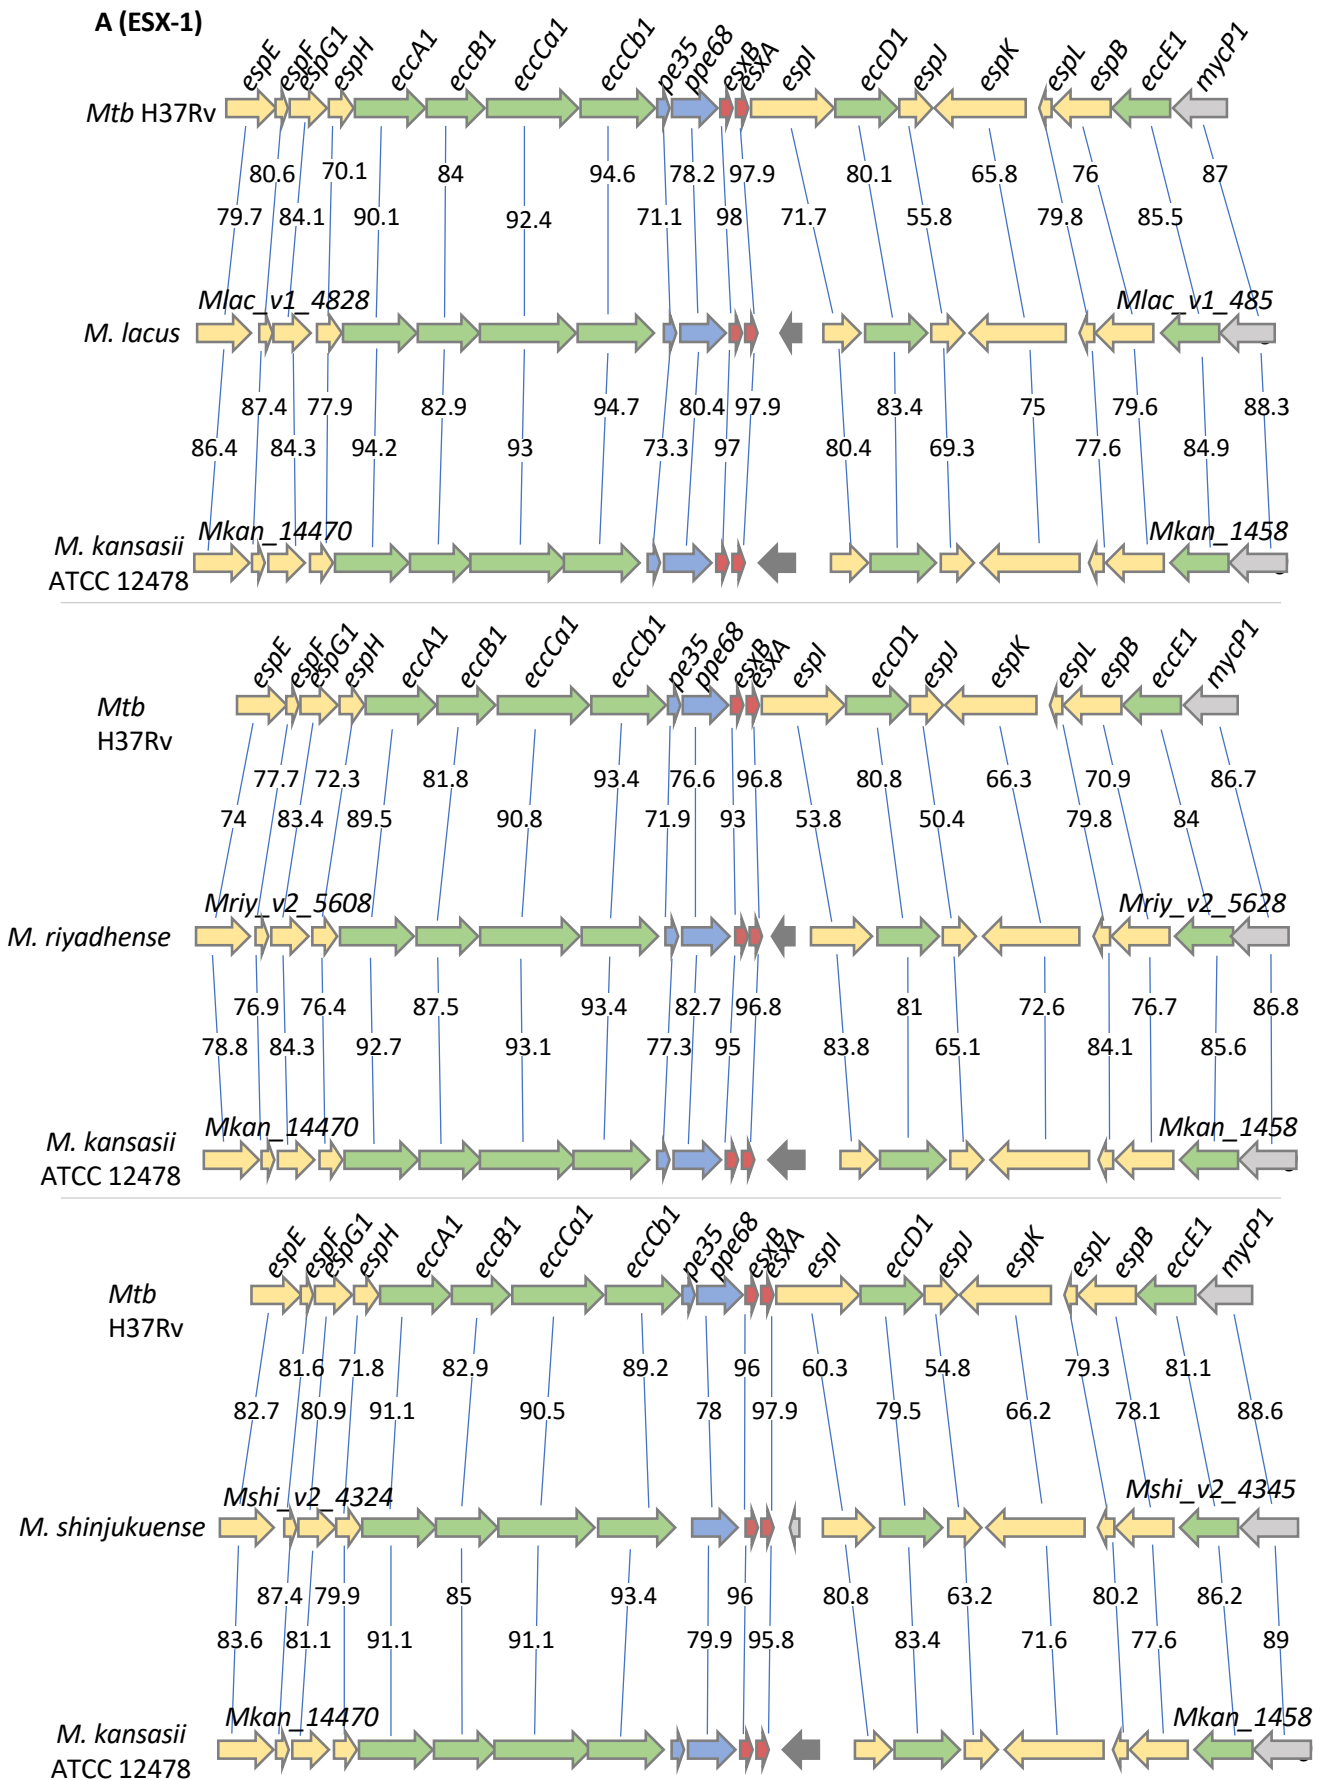 A (ESX-1)
espE espF espG1 espH eccA1 eccB1 eccCa1 eccCb1 pe35 ppe68 esxB esxA espI eccD1 espJ espK espL espB eccE1 mycP1
Mtb H37Rv
80.6 70.1 84 94.6 78.2 97.9 80.1 65.8 76 87
79.7 84.1 90.1 92.4 71.1 98 71.7 55.8 79.8 85.5
Mlac_v1_4828 Mlac_v1_485
M. lacus
87.4 77.9 82.9 94.7 80.4 97.9 83.4 75 79.6 88.3
86.4 84.3 94.2 93 73.3 97 80.4 69.3 77.6 84.9
Mkan_14470 Mkan_1458
M. kansasii
ATCC 12478
espE espF espG1 espH eccA1 eccB1 eccCa1 eccCb1 pe35 ppe68 esxB esxA espI eccD1 espJ espK espL espB eccE1 mycP1
Mtb
H37Rv
77.7 72.3 81.8 93.4 76.6 96.8 80.8 66.3 70.9 86.7
74 83.4 89.5 90.8 71.9 93 53.8 50.4 79.8 84
Mriy_v2_5608 Mriy_v2_5628
M. riyadhense
76.9 76.4 87.5 93.4 82.7 96.8 81 72.6 76.7 86.8
78.8 84.3 92.7 93.1 77.3 95 83.8 65.1 84.1 85.6
Mkan_14470 Mkan_1458
M. kansasii
ATCC 12478
espE espF espG1 espH eccA1 eccB1 eccCa1 eccCb1 pe35 ppe68 esxB esxA espI eccD1 espJ espK espL espB eccE1 mycP1
Mtb
H37Rv
81.6 71.8 82.9 89.2 96 60.3 54.8 79.3 81.1
82.7 80.9 91.1 90.5 78 97.9 79.5 66.2 78.1 88.6
Mshi_v2_4324 Mshi_v2_4345
M. shinjukuense
87.4 79.9 85 93.4 96 80.8 63.2 80.2 86.2
83.6 81.1 91.1 91.1 79.9 95.8 83.4 71.6 77.6 89
Mkan_14470 Mkan_1458
M. kansasii
ATCC 12478